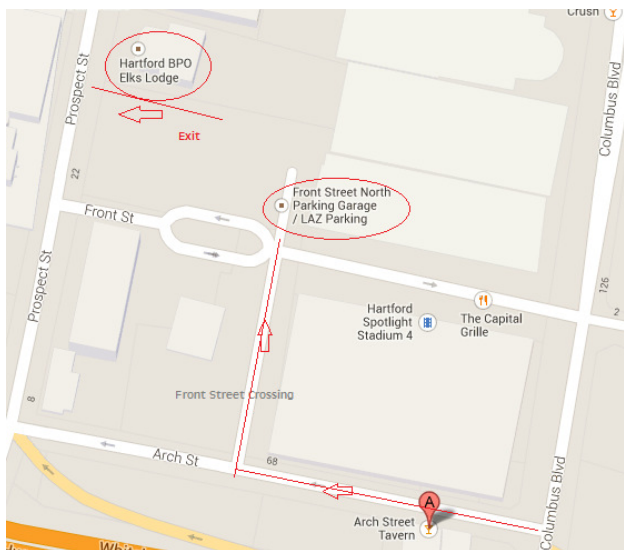 Crush
Hartford BPO
Elks Lodge
Prospect St
Columbus Blvd
Exit
22
Front Street North
Parking Garage
/ LAZ Parking
Front St
126
2
The Capital
Grille
Hartford
Spotlight
Stadium 4
Prospect St
Front Street Crossing
8
Arch St
68
Columbus Blvd
A
Arch Street
Tavern